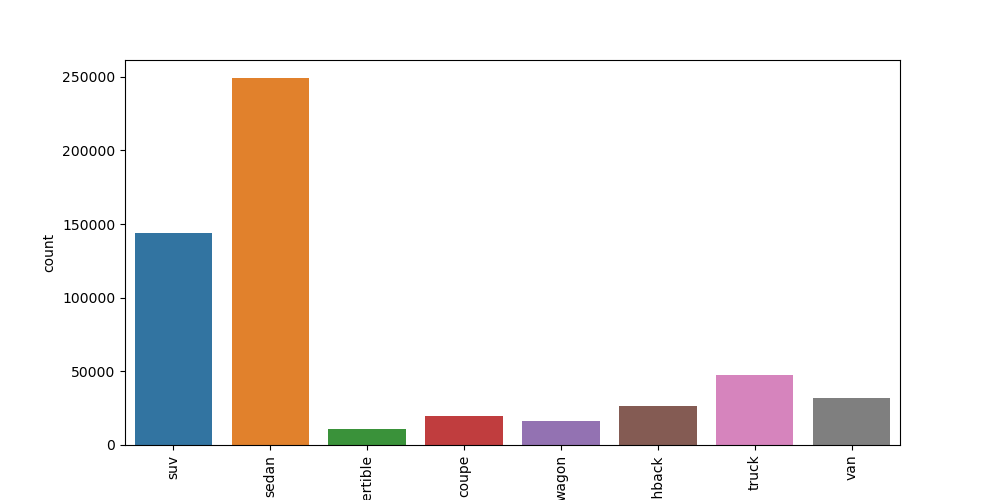 250000
200000
150000
100000
50000
0
count
suv
sedan
ertible
coupe
wagon
hback
truck
van